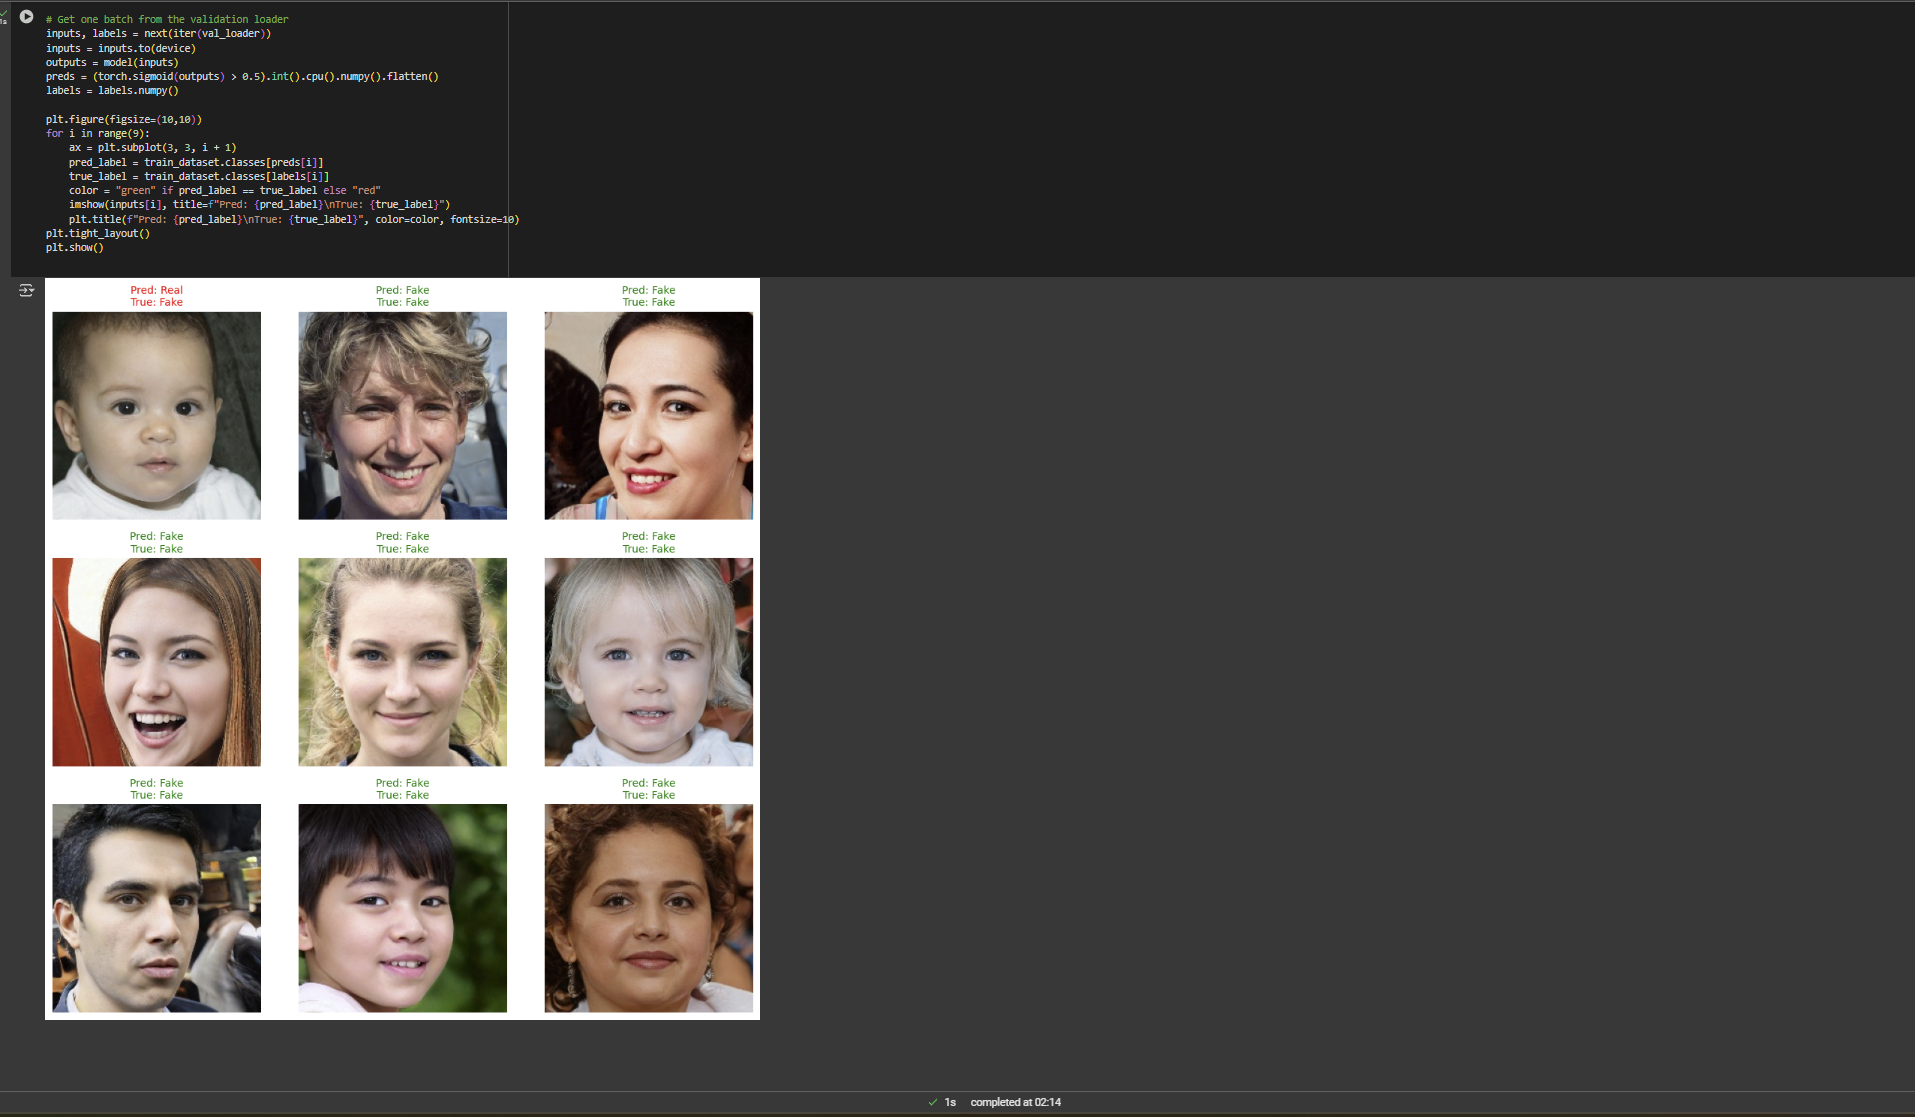 1s
# Get one batch from the validation loader
inputs, labels = next(iter(val_loader))
inputs = inputs.to(device)
outputs = model(inputs)
preds = (torch.sigmoid(outputs) > 0.5).int().cpu().numpy().flatten()
labels = labels.numpy()
plt.figure(figsize=(10,10))
for i in range(9):
    ax = plt.subplot(3, 3, i + 1)
    pred_label = train_dataset.classes[preds[i]]
    true_label = train_dataset.classes[labels[i]]
    color = "green" if pred_label == true_label else "red"
    imshow(inputs[i], title=f"Pred: {pred_label}\nTrue: {true_label}")
    plt.title(f"Pred: {pred_label}\nTrue: {true_label}", color=color, fontsize=10)
plt.tight_layout()
plt.show()
Pred: Real
True: Fake
Pred: Fake
True: Fake
Pred: Fake
True: Fake
Pred: Fake
True: Fake
Pred: Fake
True: Fake
Pred: Fake
True: Fake
Pred: Fake
True: Fake
Pred: Fake
True: Fake
Pred: Fake
True: Fake
1s completed at 02:14